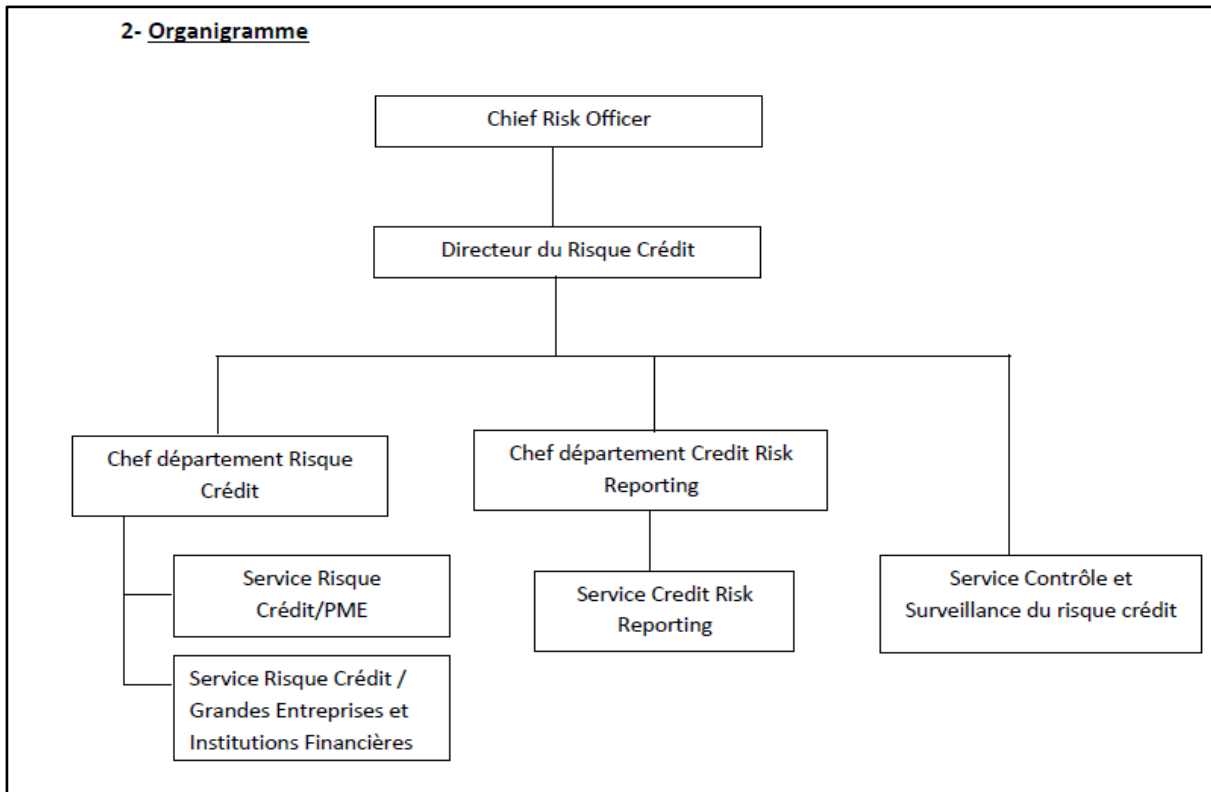 2- Organigramme
Chief Risk Officer
Directeur du Risque Crédit
Chef département Risque
Crédit
Chef département Credit Risk
Reporting
Service Risque
Crédit/PME
Service Credit Risk
Reporting
Service Contrôle et
Surveillance du risque crédit
Service Risque Crédit /
Grandes Entreprises et
Institutions Financières